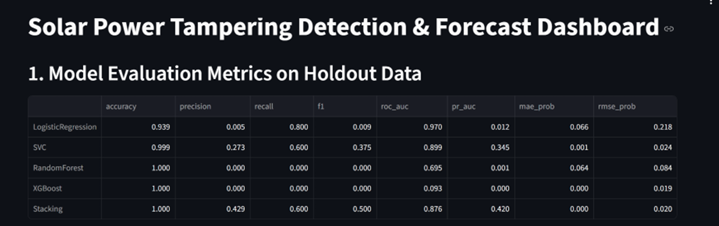 Solar Power Tampering Detection & Forecast Dashboard
1. Model Evaluation Metrics on Holdout Data
accuracy precision recall f1 roc_auc pr_auc mae_prob rmse_prob
LogisticRegression 0.939 0.005 0.800 0.009 0.970 0.012 0.066 0.218
SVC 0.999 0.273 0.600 0.375 0.899 0.345 0.001 0.024
RandomForest 1.000 0.000 0.000 0.000 0.695 0.001 0.064 0.084
XGBoost 1.000 0.000 0.000 0.000 0.093 0.000 0.000 0.019
Stacking 1.000 0.429 0.600 0.500 0.876 0.420 0.000 0.020